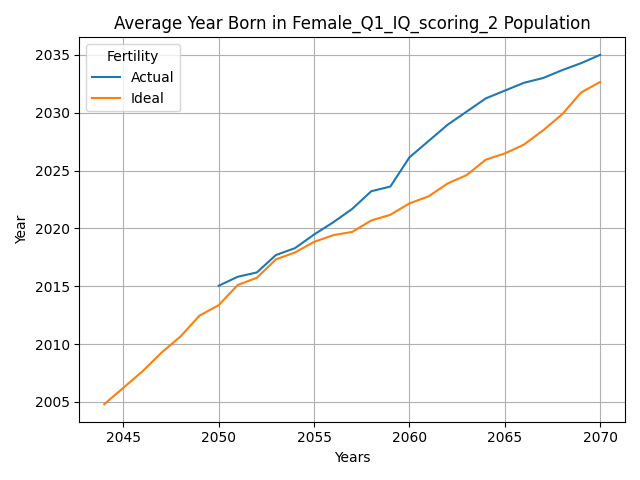 Average Year Born in Female_Q1_IQ_scoring_2 Population
Fertility
Actual
Ideal
2035
2030
2025
2020
2015
2010
2005
Year
2045 2050 2055 2060 2065 2070
Years